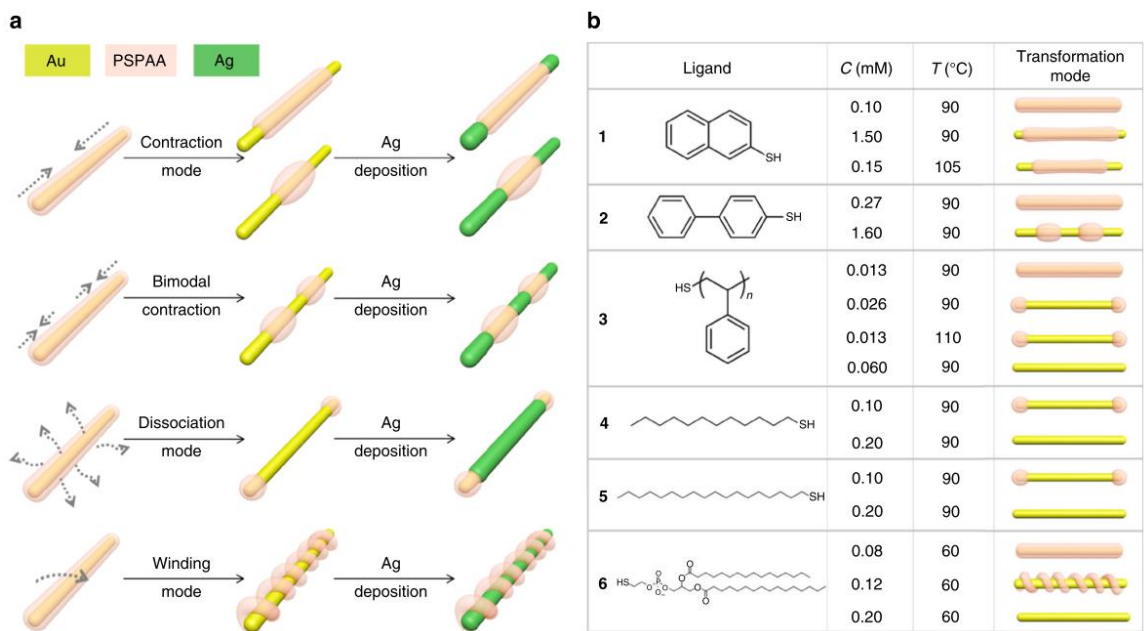 a
Au PSPAA Ag
Contraction
mode
Ag
deposition
Bimodal
contraction
Ag
deposition
Dissociation
mode
Ag
deposition
Winding
mode
Ag
deposition
b
Ligand C (mM) T (°C) Transformation
mode
1
SH
0.10 90
1.50 90
0.15 105
2
SH
0.27 90
1.60 90
3
HS
n
0.013 90
0.026 90
0.013 110
0.060 90
4
SH
0.10 90
0.20 90
5
SH
0.10 90
0.20 90
6
HS O P O O O⁻ O O O O
0.08 60
0.12 60
0.20 60